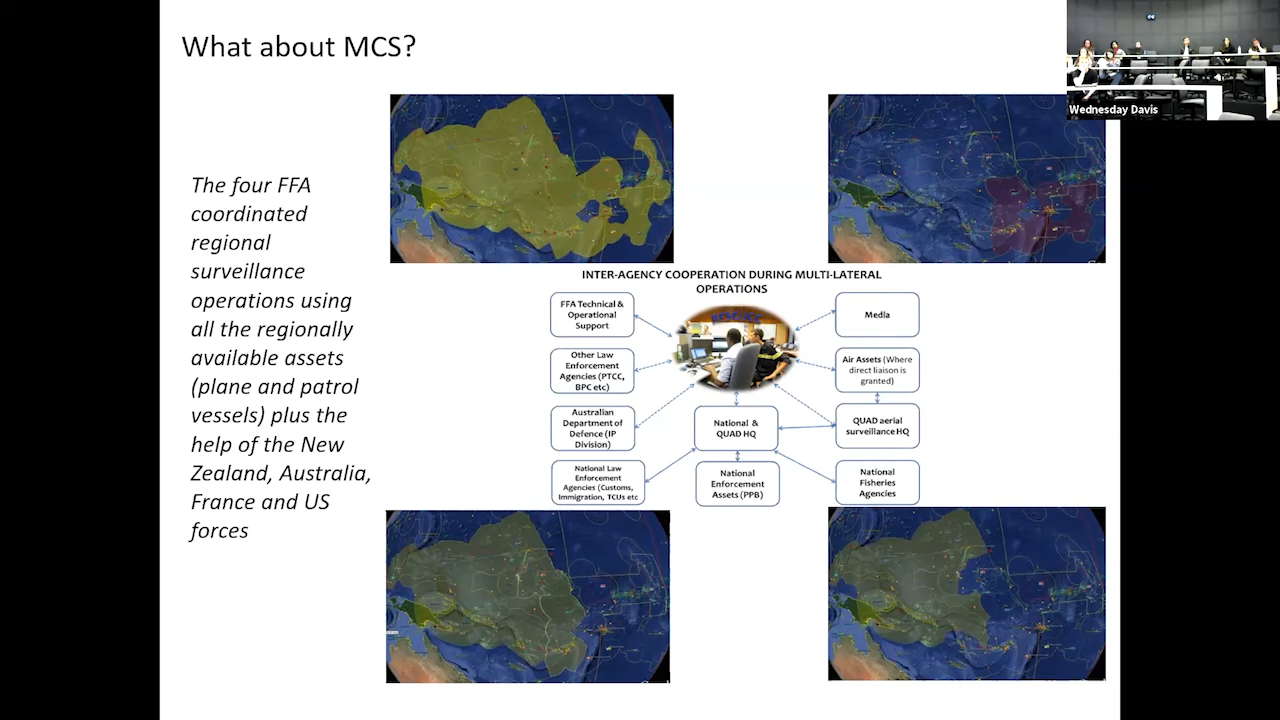 What about MCS?
Wednesday Davis
The four FFA
coordinated
regional
surveillance
operations using
all the regionally
available assets
(plane and patrol
vessels) plus the
help of the New
Zealand, Australia,
France and US
forces
INTER-AGENCY COOPERATION DURING MULTI-LATERAL
OPERATIONS
FFA Technical &
Operational
Support
Media
Other Law
Enforcement
Agencies (PTCC,
BPC etc)
Air Assets (Where
direct liaison is
granted)
Australian
Department of
Defence (IP
Division)
National &
QUAD HQ
QUAD aerial
surveillance HQ
National Law
Enforcement
Agencies (Customs,
Immigration, TCUs etc
National
Enforcement
Assets (PPB)
National
Fisheries
Agencies